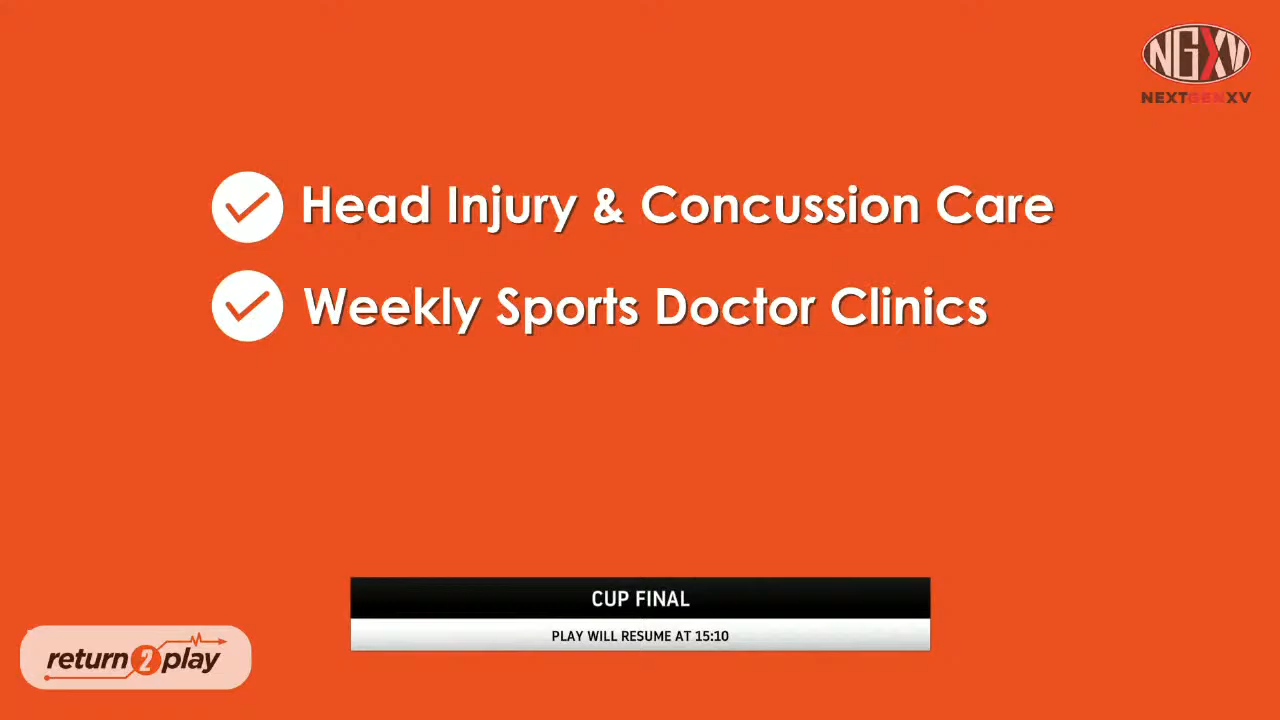 NGXV
NEXTGENXV
Head Injury & Concussion Care
Weekly Sports Doctor Clinics
CUP FINAL
PLAY WILL RESUME AT 15:10
return2play